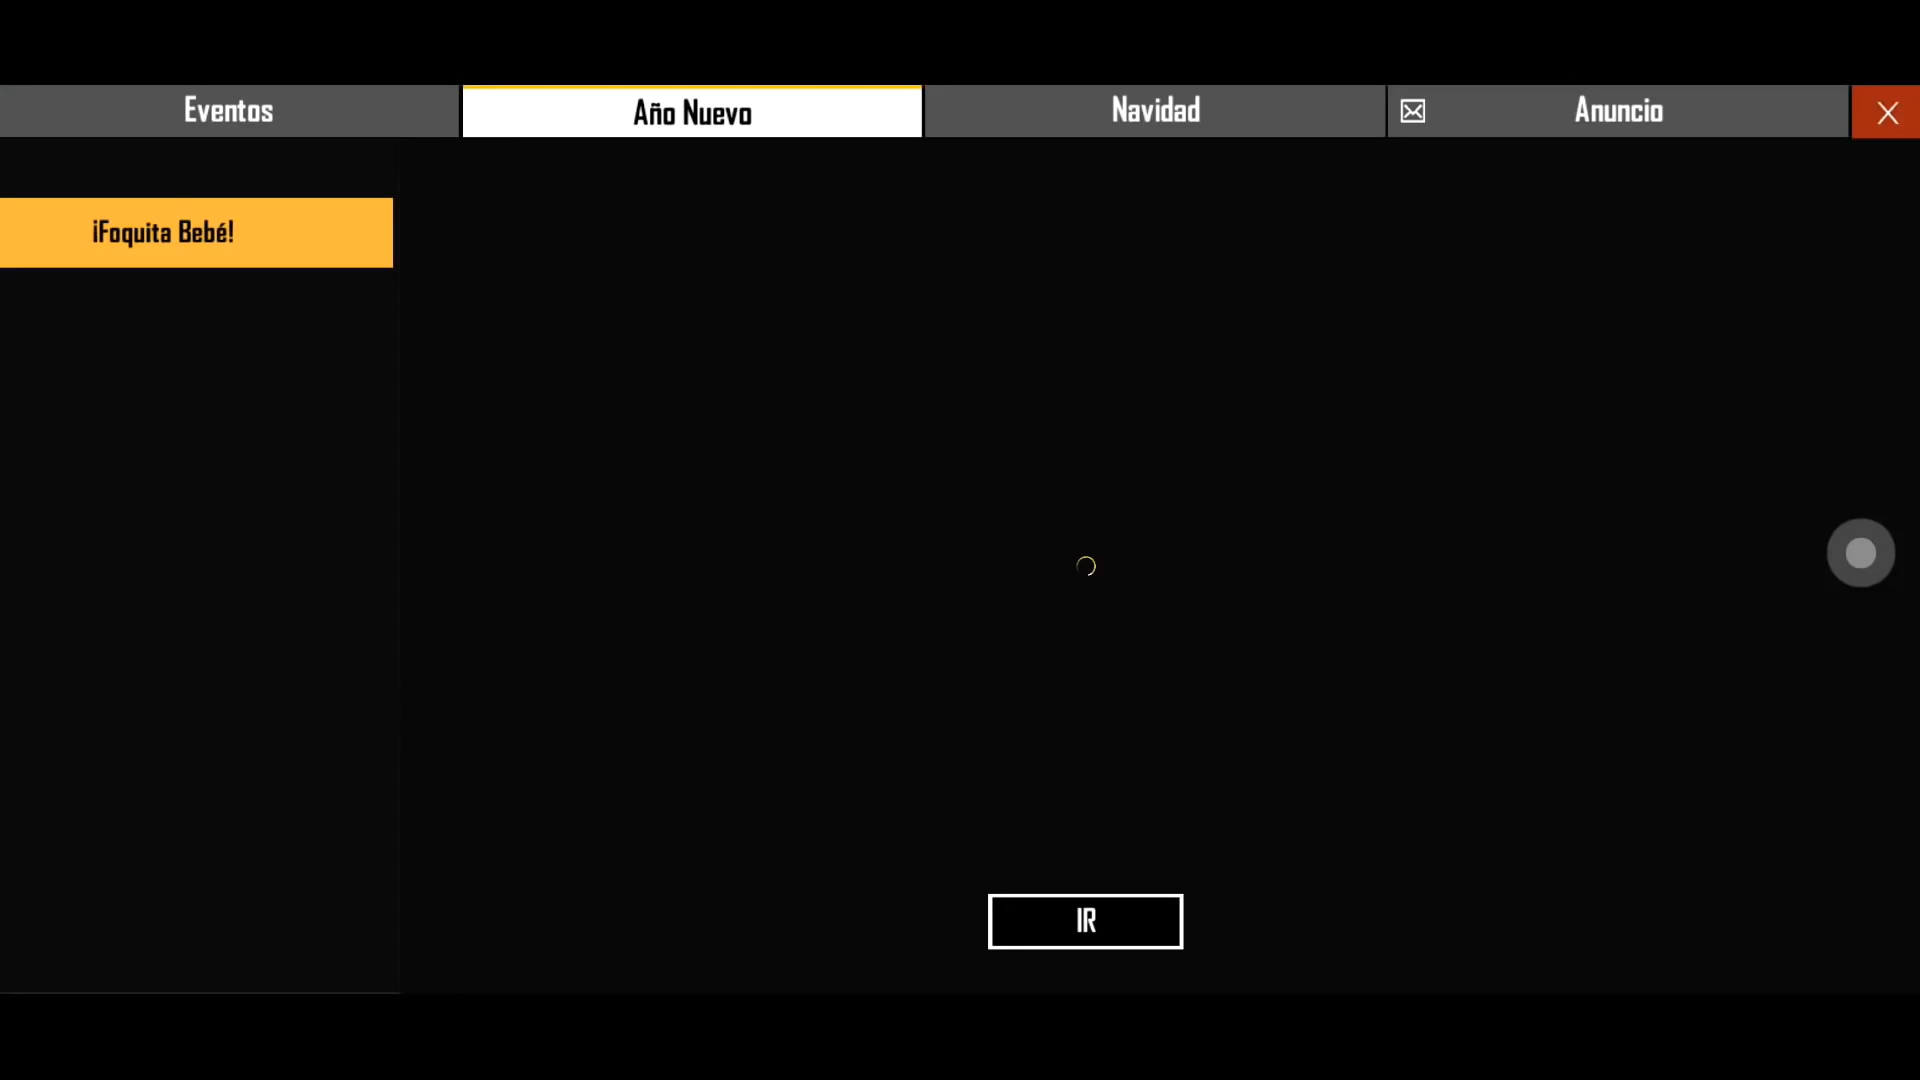 Eventos
Año Nuevo
Navidad
Anuncio
¡Foquita Bebé!
IR